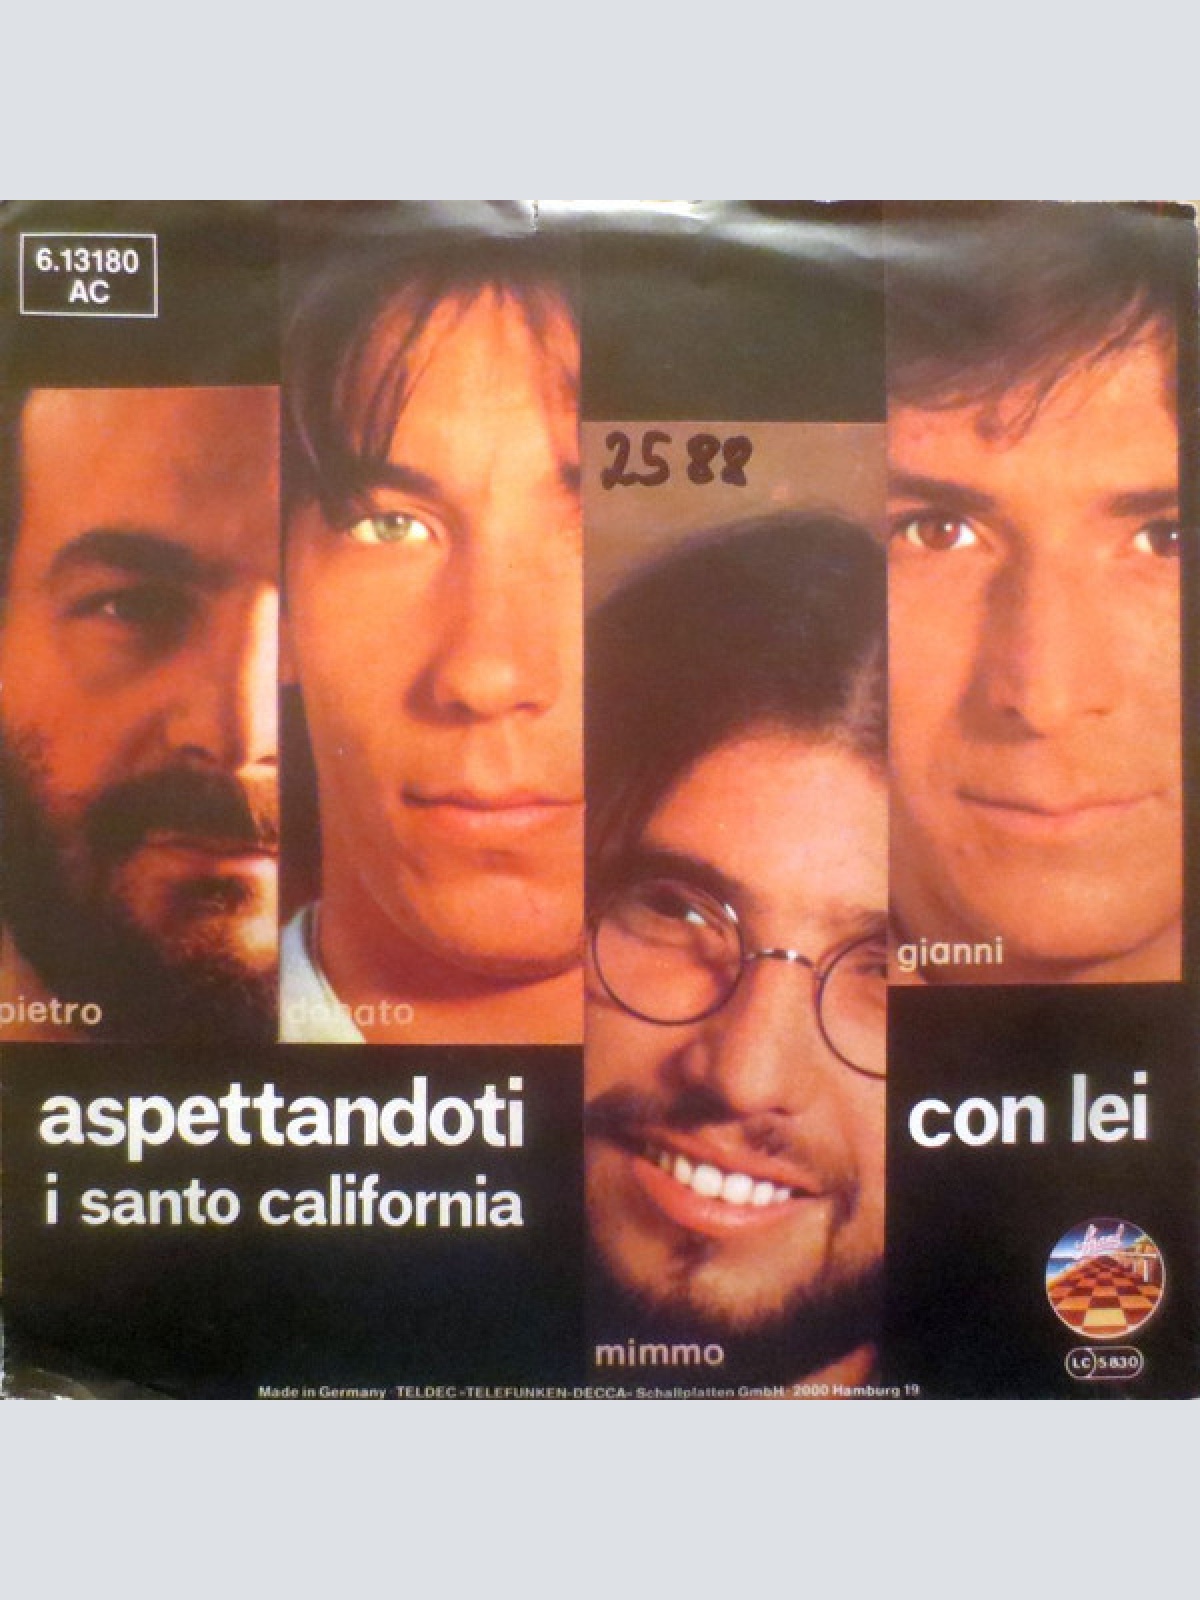 6.13180
AC
2588
gianni
pietro
donato
aspettandoti
con lei
i santo california
mimmo
LC 5830
Made in Germany · TELDEC -TELEFUNKEN-DECCA- Schallplatten GmbH · 2000 Hamburg 19